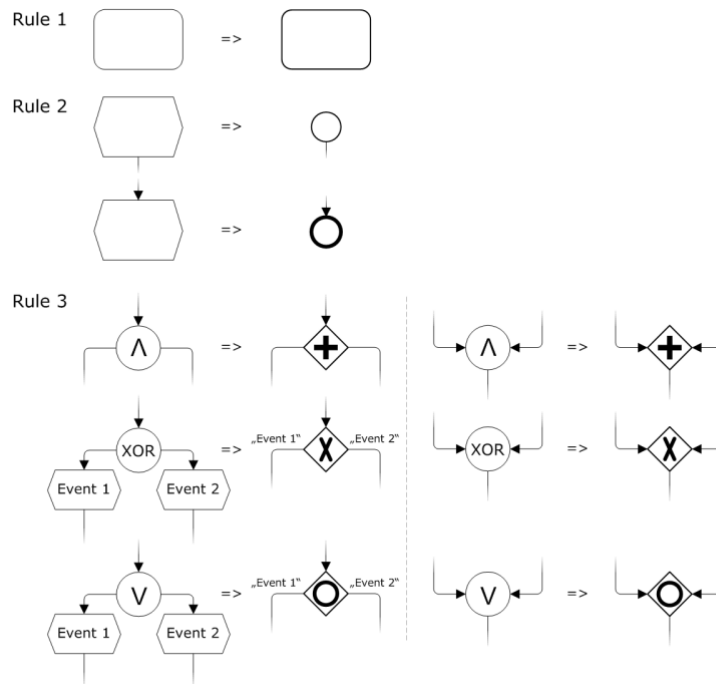 Rule 1
=>
Rule 2
=>
=>
Rule 3
Λ => Λ =>
XOR => „Event 1“ X „Event 2“ XOR => X
Event 1 Event 2
V => „Event 1“ „Event 2“ V =>
Event 1 Event 2